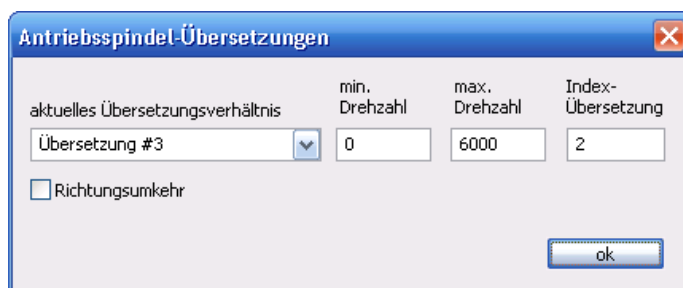 Antriebsspindel-Übersetzungen
aktuelles Übersetzungsverhältnis
min.
Drehzahl
max.
Drehzahl
Index-
Übersetzung
Übersetzung #3
0
6000
2
Richtungsumkehr
ok